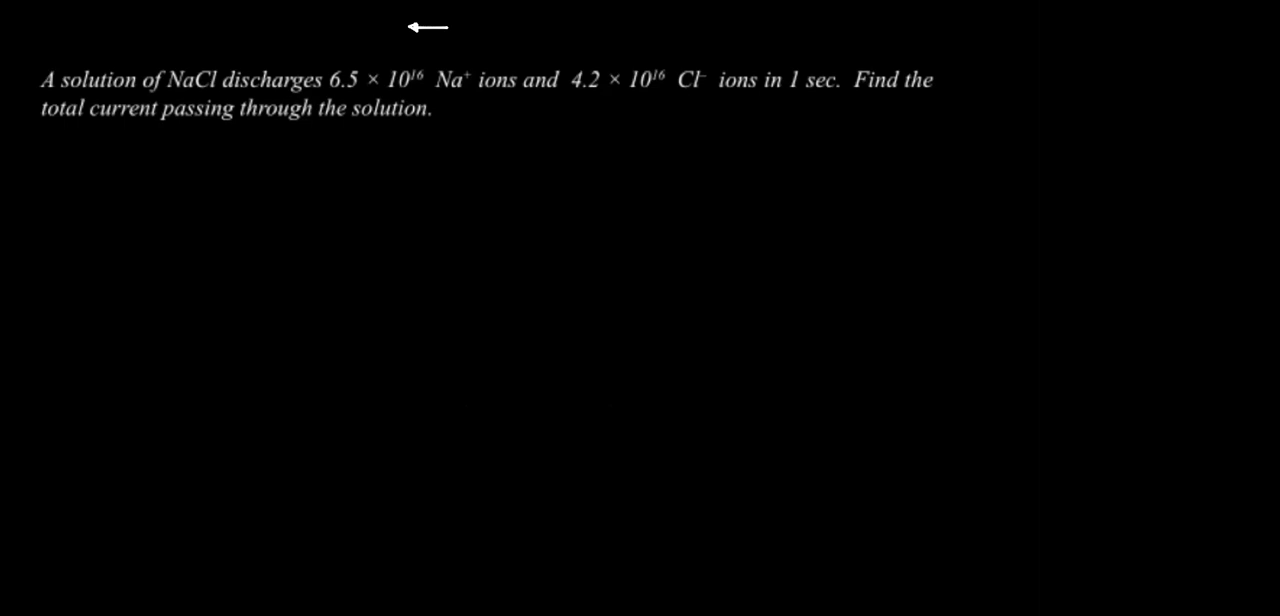 A solution of NaCl discharges 6.5 × 10¹⁶ Na⁺ ions and 4.2 × 10¹⁶ Cl⁻ ions in 1 sec. Find the
total current passing through the solution.